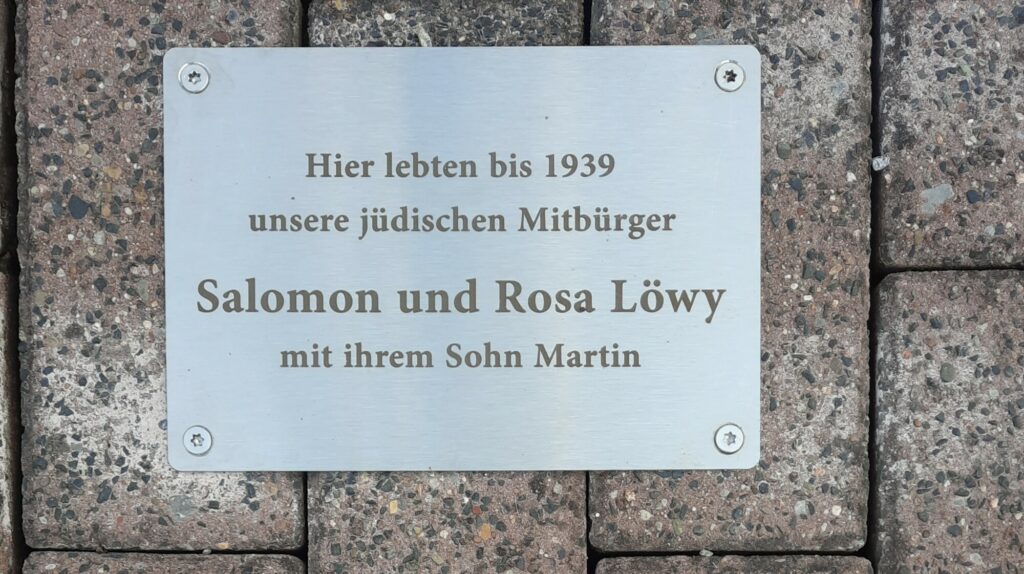 Hier lebten bis 1939
unsere jüdischen Mitbürger
Salomon und Rosa Löwy
mit ihrem Sohn Martin